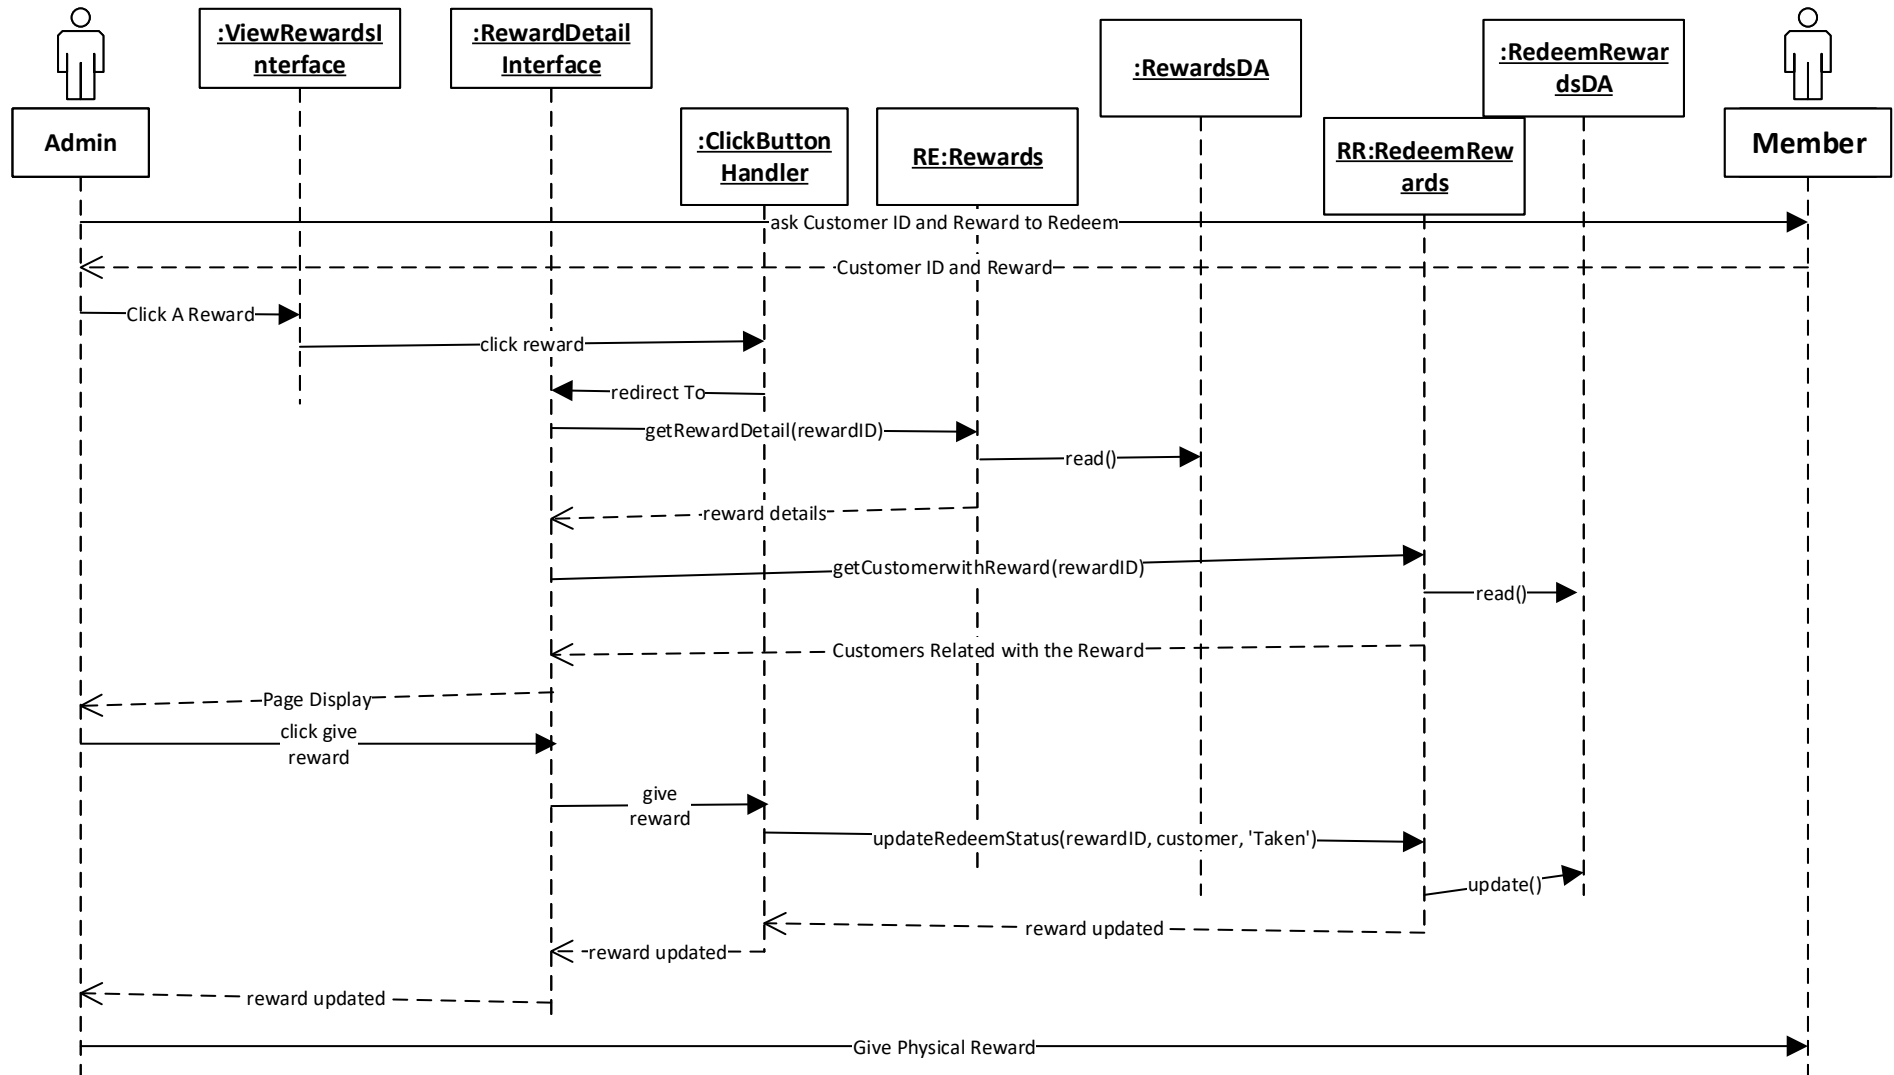 :ViewRewardsI
nterface
:RewardDetail
Interface
:RewardsDA
:RedeemRewar
dsDA
Admin
:ClickButton
Handler
RE:Rewards
RR:RedeemRew
ards
Member
ask Customer ID and Reward to Redeem
Customer ID and Reward
Click A Reward
click reward
redirect To
getRewardDetail(rewardID)
read()
reward details
getCustomerwithReward(rewardID)
read()
Customers Related with the Reward
Page Display
click give
reward
give
reward
updateRedeemStatus(rewardID, customer, 'Taken')
update()
reward updated
reward updated
reward updated
Give Physical Reward